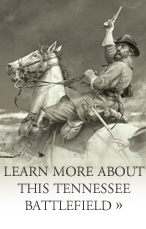 LEARN MORE ABOUT
THIS TENNESSEE
BATTLEFIELD »